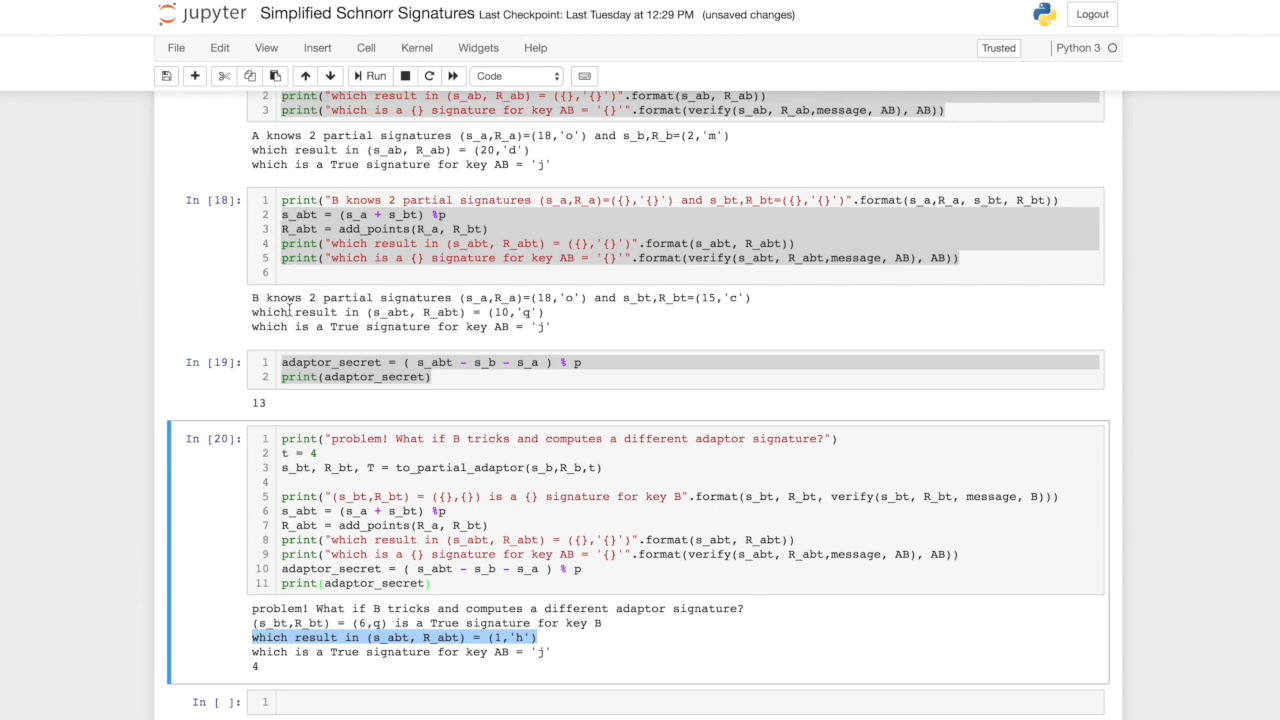 jupyter Simplified Schnorr Signatures Last Checkpoint: Last Tuesday at 12:29 PM (unsaved changes) Logout
File Edit View Insert Cell Kernel Widgets Help Trusted Python 3
Run Code
2 print("which result in (s_ab, R_ab) = ({},'{}')".format(s_ab, R_ab))
3 print("which is a {} signature for key AB = '{}'".format(verify(s_ab, R_ab,message, AB), AB))
A knows 2 partial signatures (s_a,R_a)=(18,'o') and s_b,R_b=(2,'m')
which result in (s_ab, R_ab) = (20,'d')
which is a True signature for key AB = 'j'
In [18]: 1 print("B knows 2 partial signatures (s_a,R_a)=({},'{}') and s_bt,R_bt=({},'{}')".format(s_a,R_a, s_bt, R_bt))
2 s_abt = (s_a + s_bt) %p
3 R_abt = add_points(R_a, R_bt)
4 print("which result in (s_abt, R_abt) = ({},'{}')".format(s_abt, R_abt))
5 print("which is a {} signature for key AB = '{}'".format(verify(s_abt, R_abt,message, AB), AB))
6
B knows 2 partial signatures (s_a,R_a)=(18,'o') and s_bt,R_bt=(15,'c')
which result in (s_abt, R_abt) = (10,'q')
which is a True signature for key AB = 'j'
In [19]: 1 adaptor_secret = ( s_abt - s_b - s_a ) % p
2 print(adaptor_secret)
13
In [20]: 1 print("problem! What if B tricks and computes a different adaptor signature?")
2 t = 4
3 s_bt, R_bt, T = to_partial_adaptor(s_b,R_b,t)
4
5 print("(s_bt,R_bt) = ({},{}) is a {} signature for key B".format(s_bt, R_bt, verify(s_bt, R_bt, message, B)))
6 s_abt = (s_a + s_bt) %p
7 R_abt = add_points(R_a, R_bt)
8 print("which result in (s_abt, R_abt) = ({},'{}')".format(s_abt, R_abt))
9 print("which is a {} signature for key AB = '{}'".format(verify(s_abt, R_abt,message, AB), AB))
10 adaptor_secret = ( s_abt - s_b - s_a ) % p
11 print(adaptor_secret)
problem! What if B tricks and computes a different adaptor signature?
(s_bt,R_bt) = (6,q) is a True signature for key B
which result in (s_abt, R_abt) = (1,'h')
which is a True signature for key AB = 'j'
4
In [ ]: 1